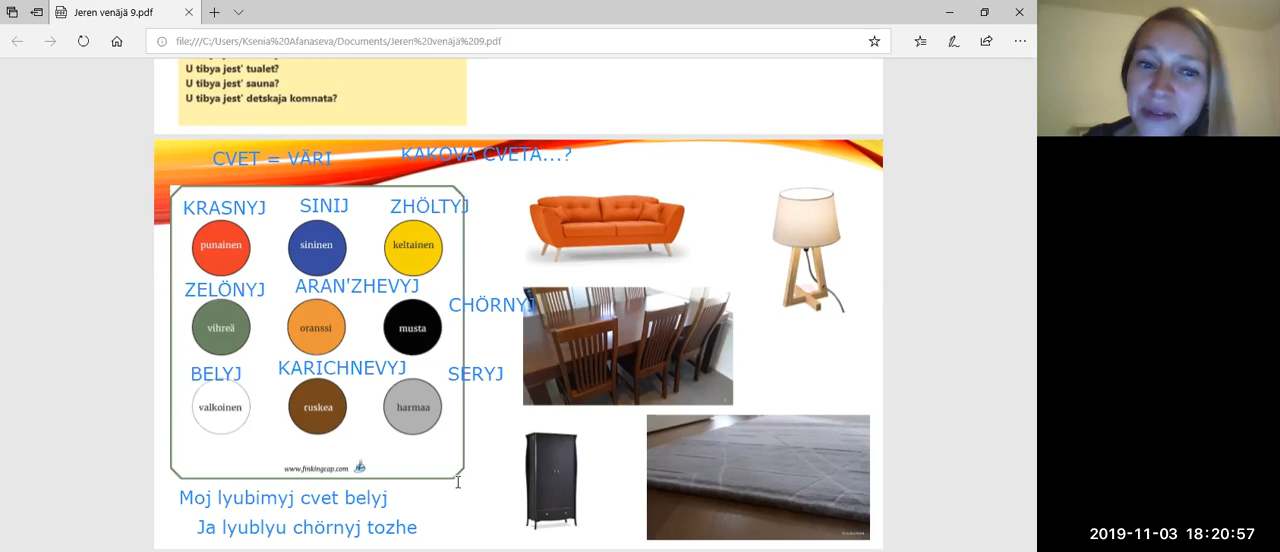 Jeren venäjä 9.pdf
file:///C:/Users/Ksenia%20Afanaseva/Documents/Jeren%20venäjä%209.pdf
U tibya jest' tualet?
U tibya jest' sauna?
U tibya jest' detskaja komnata?
CVET = VÄRI
KAKOVA CVETA...?
KRASNYJ SINIJ ZHÖLTYJ
punainen sininen keltainen
ZELÖNYJ ARAN'ZHEVYJ CHÖRNYJ
vihreä oranssi musta
BELYJ KARICHNEVYJ SERYJ
valkoinen ruskea harmaa
www.finkingcap.com
Moj lyubimyj cvet belyj
Ja lyublyu chörnyj tozhe
2019-11-03 18:20:57